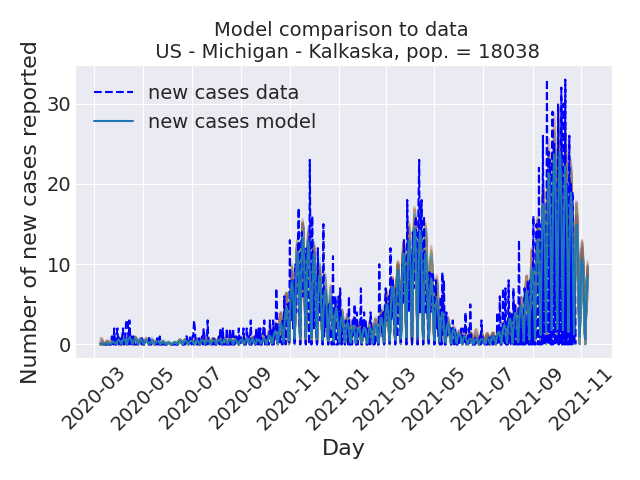 Model comparison to data
US - Michigan - Kalkaska, pop. = 18038
Number of new cases reported
30
20
10
0
new cases data
new cases model
2020-03
2020-05
2020-07
2020-09
2020-11
2021-01
2021-03
2021-05
2021-07
2021-09
2021-11
Day